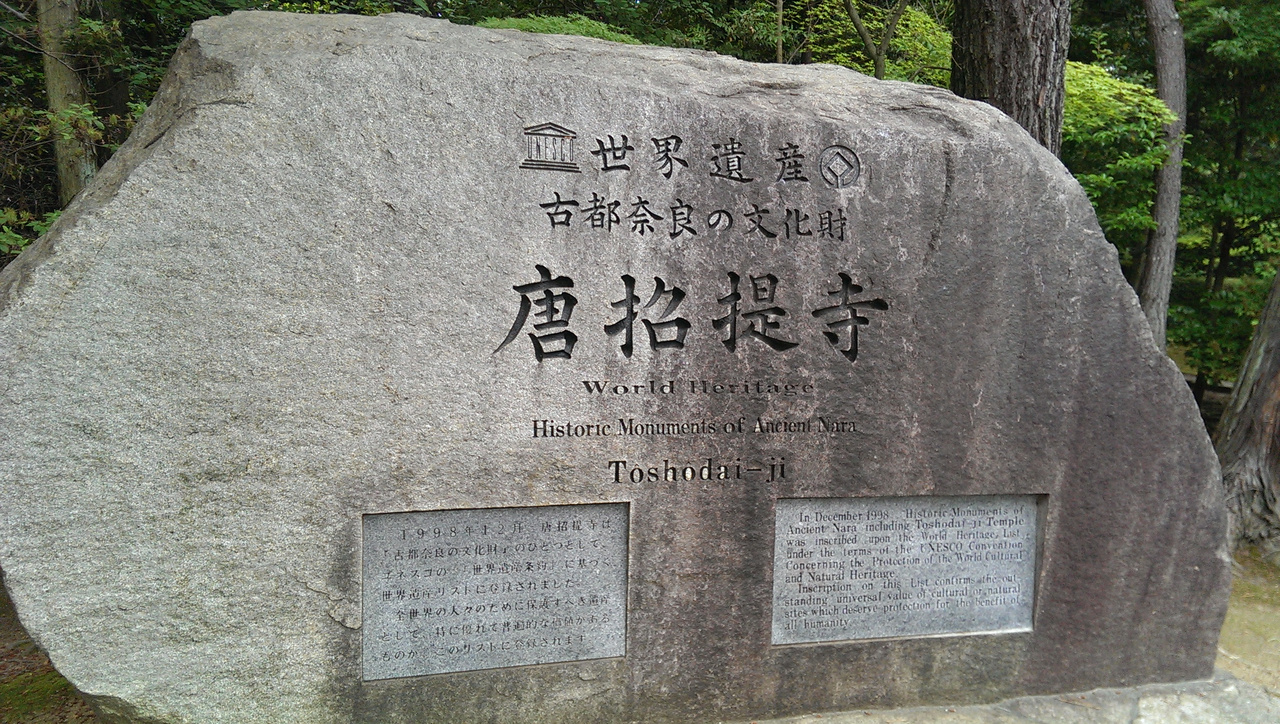 UNESCO 世界遺産
古都奈良の文化財
唐招提寺
World Heritage
Historic Monuments of Ancient Nara
Toshodai-ji
1998年12月、唐招提寺は
「古都奈良の文化財」のひとつとして、
ユネスコの、「世界遺産条約」に基づく
世界遺産リストに登録されました。
全世界の人々のために保護すべき遺産
として、特に優れて普遍的な価値がある
ものが、このリストに登録されます。
In December 1998, "Historic Monuments of
Ancient Nara including Toshodai-ji Temple
was inscribed upon the World Heritage List
under the terms of the UNESCO Convention
Concerning the Protection of the World Cultural
and Natural Heritage.
Inscription on this List confirms the out-
standing universal value of cultural or natural
sites which deserve protection for the benefit of
all humanity.